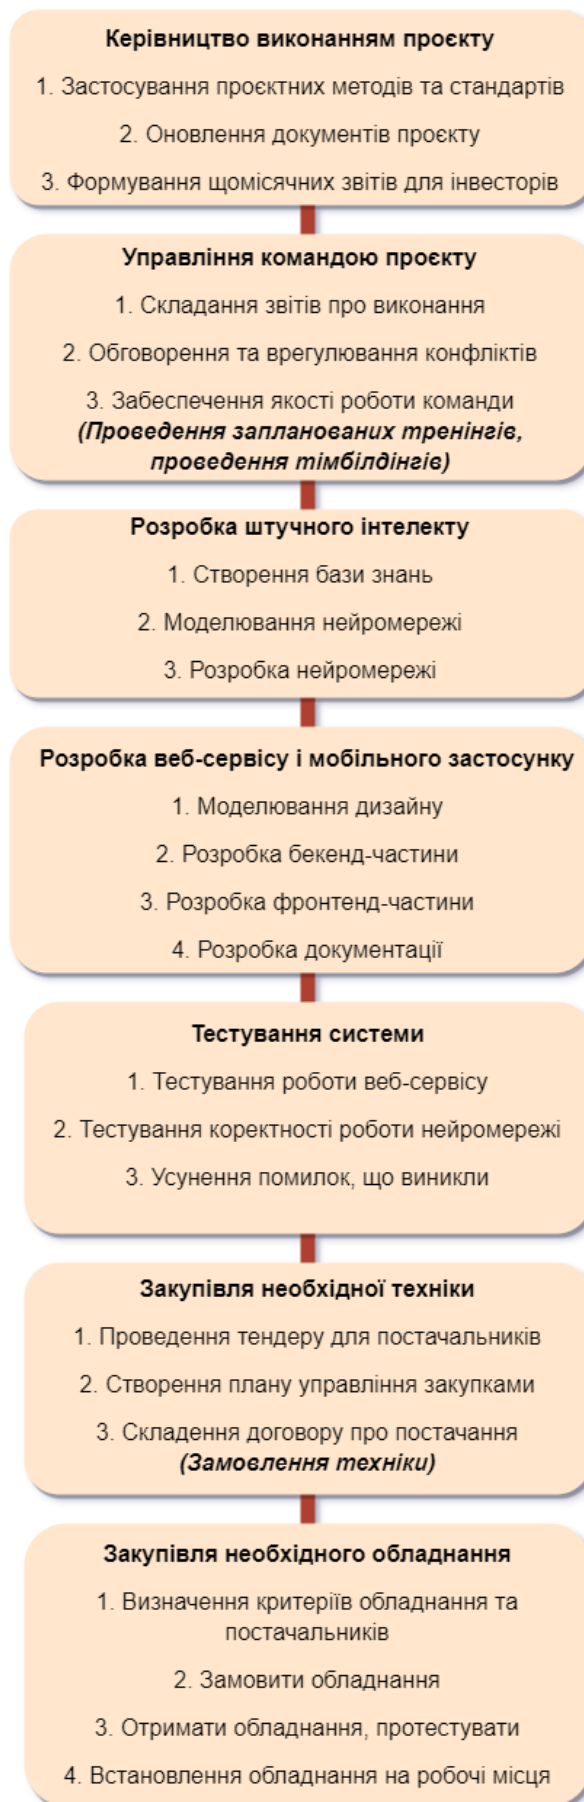 Керівництво виконанням проєкту
1. Застосування проєктних методів та стандартів
2. Оновлення документів проєкту
3. Формування щомісячних звітів для інвесторів
Управління командою проєкту
1. Складання звітів про виконання
2. Обговорення та врегулювання конфліктів
3. Забеспечення якості роботи команди
(Проведення запланованих тренінгів,
проведення тімбілдінгів)
Розробка штучного інтелекту
1. Створення бази знань
2. Моделювання нейромережі
3. Розробка нейромережі
Розробка веб-сервісу і мобільного застосунку
1. Моделювання дизайну
2. Розробка бекенд-частини
3. Розробка фронтенд-частини
4. Розробка документації
Тестування системи
1. Тестування роботи веб-сервісу
2. Тестування коректності роботи нейромережі
3. Усунення помилок, що виникли
Закупівля необхідної техніки
1. Проведення тендеру для постачальників
2. Створення плану управління закупками
3. Складення договору про постачання
(Замовлення техніки)
Закупівля необхідного обладнання
1. Визначення критеріїв обладнання та
постачальників
2. Замовити обладнання
3. Отримати обладнання, протестувати
4. Встановлення обладнання на робочі місця